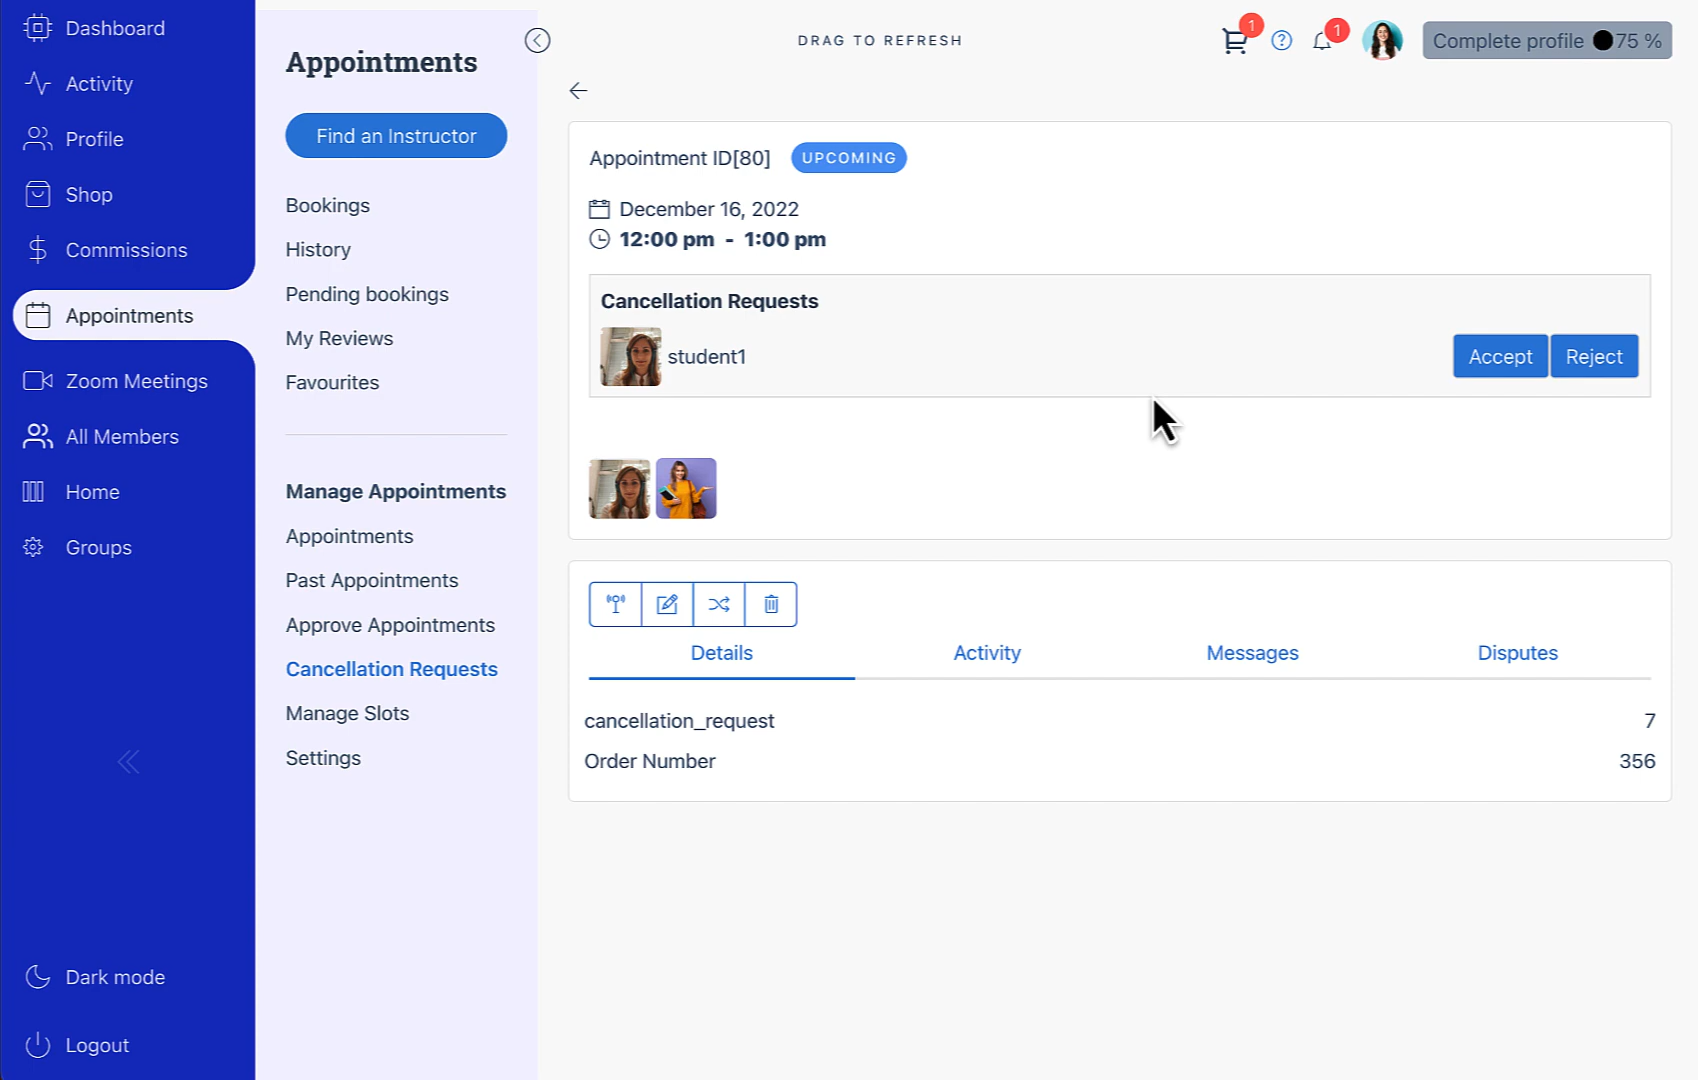 Dashboard
Activity
Profile
Shop
Commissions
Appointments
Zoom Meetings
All Members
Home
Groups
Dark mode
Logout
Appointments
Find an Instructor
Bookings
History
Pending bookings
My Reviews
Favourites
Manage Appointments
Appointments
Past Appointments
Approve Appointments
Cancellation Requests
Manage Slots
Settings
DRAG TO REFRESH
1
1
Complete profile 75 %
Appointment ID[80] UPCOMING
December 16, 2022
12:00 pm - 1:00 pm
Cancellation Requests
student1 Accept Reject
Details Activity Messages Disputes
cancellation_request 7
Order Number 356